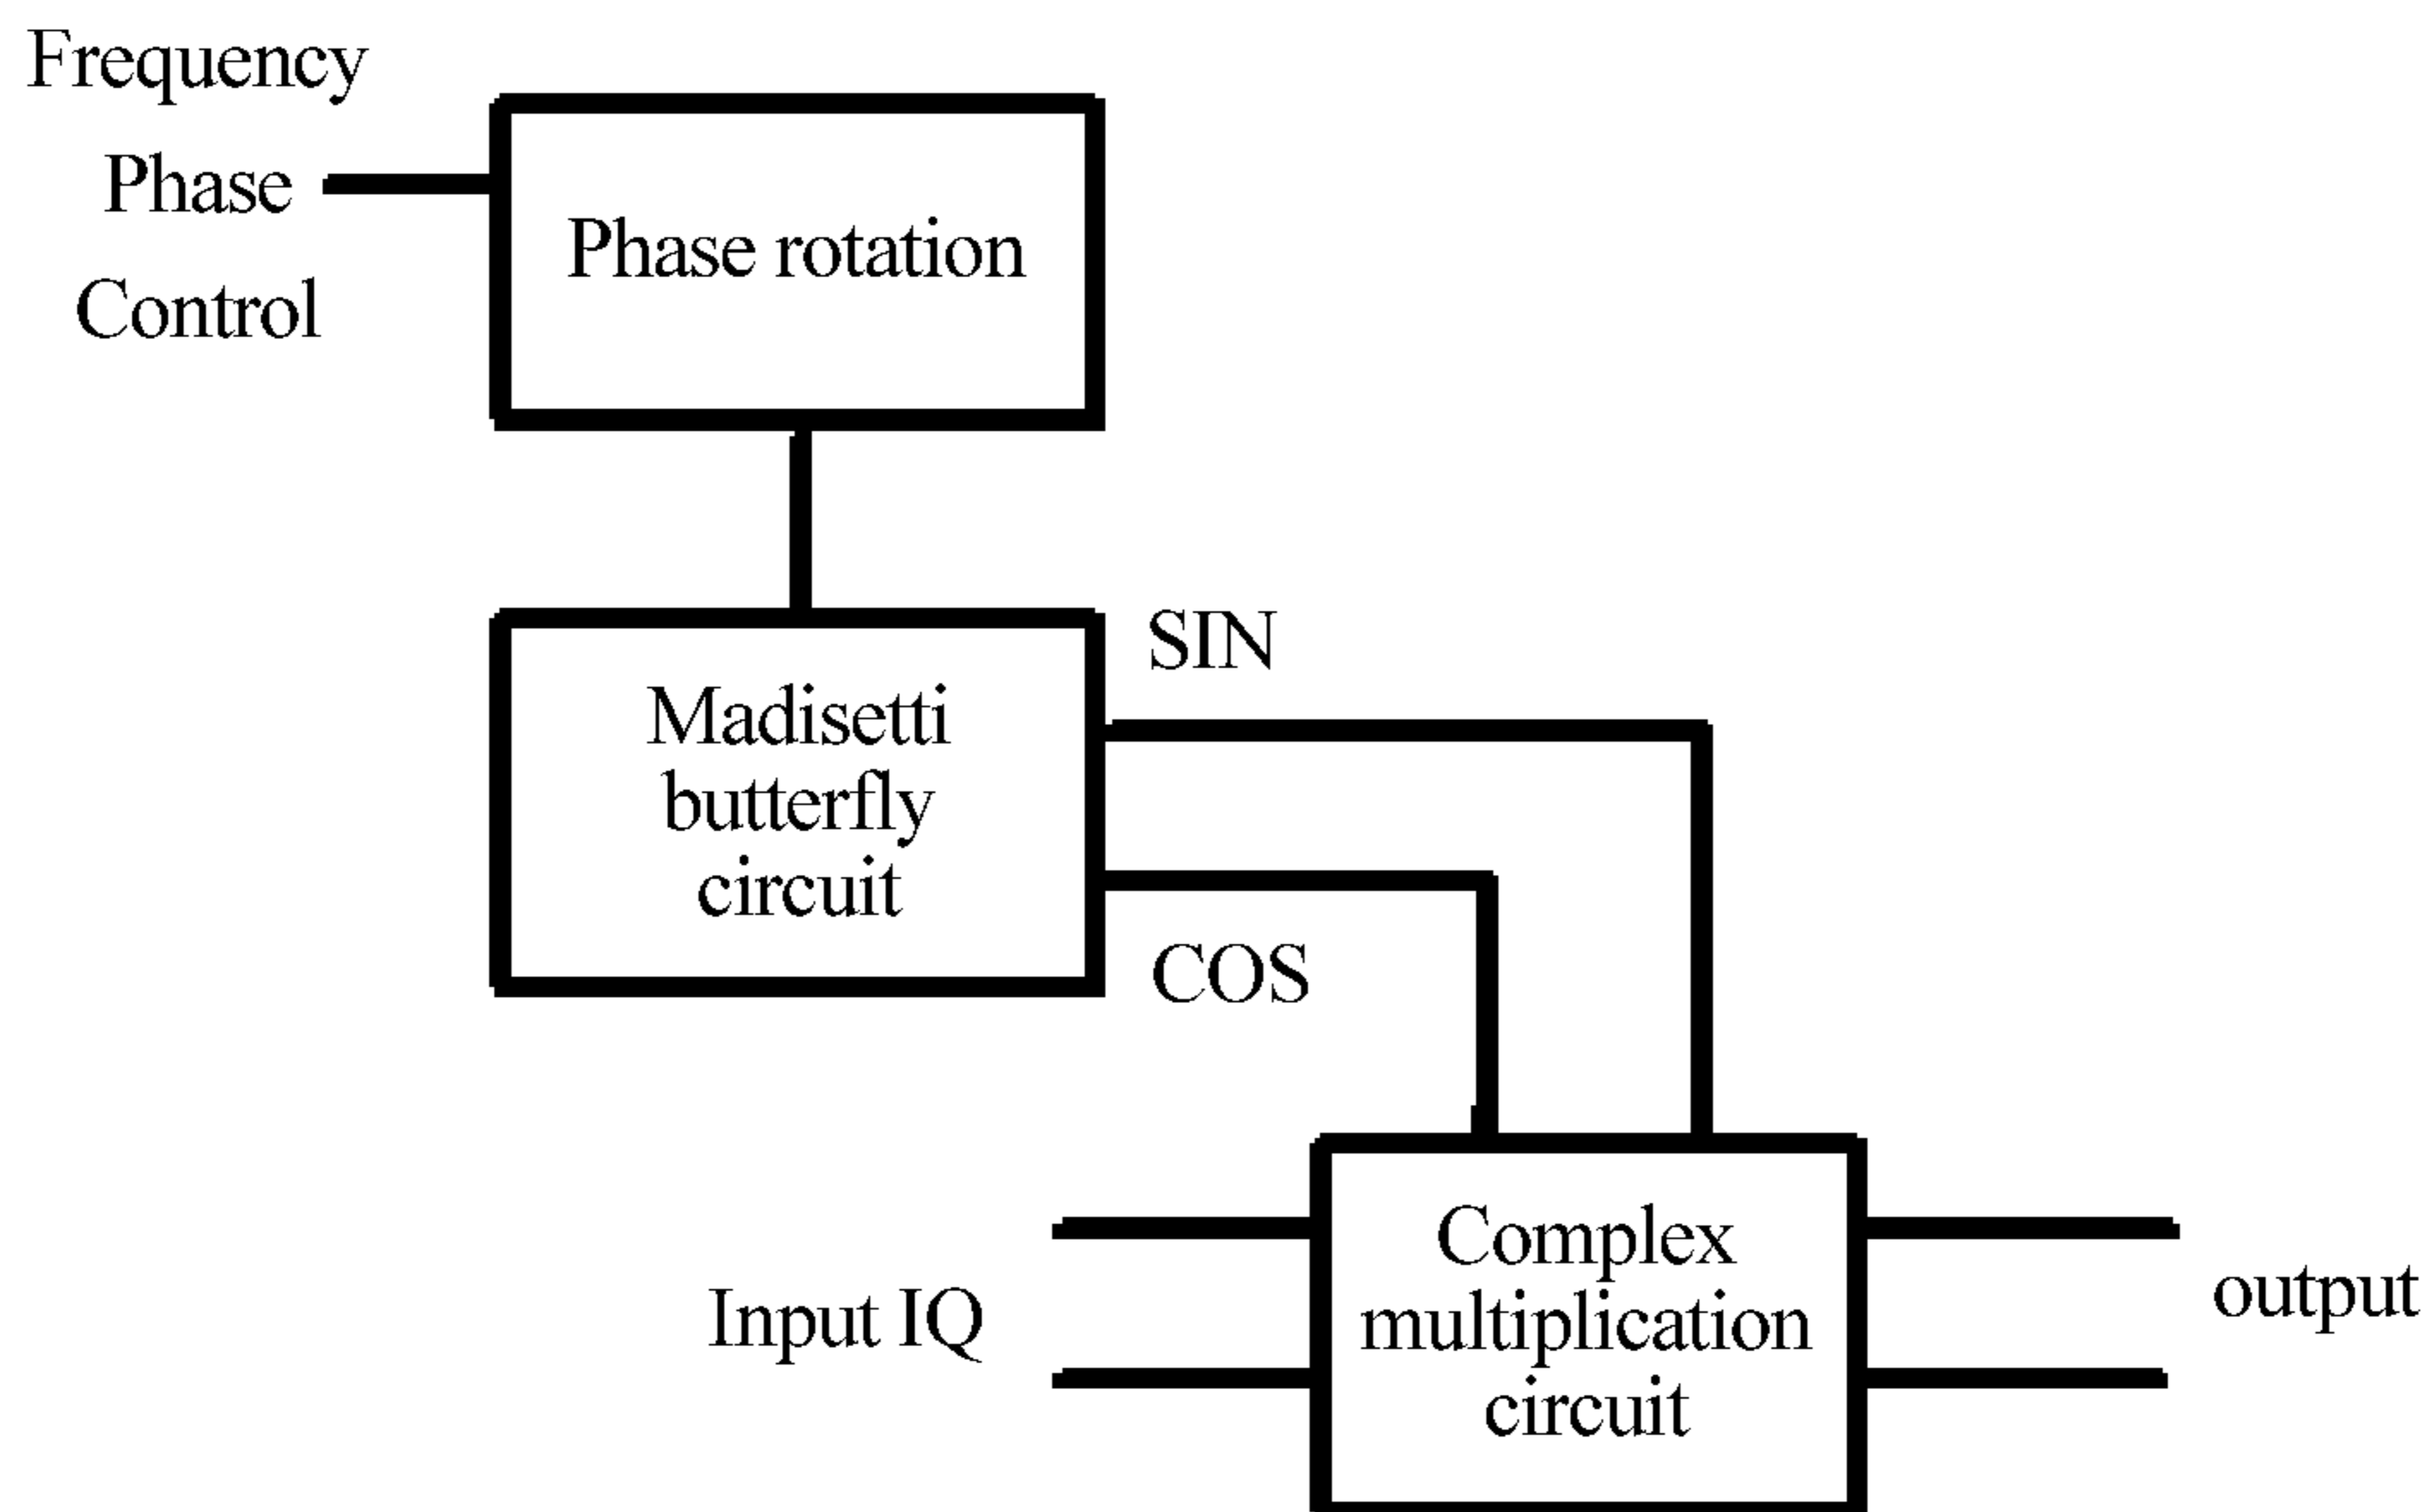 Frequency
Phase
Control
Phase rotation
Madisetti
butterfly
circuit
SIN
COS
Input IQ
Complex
multiplication
circuit
output